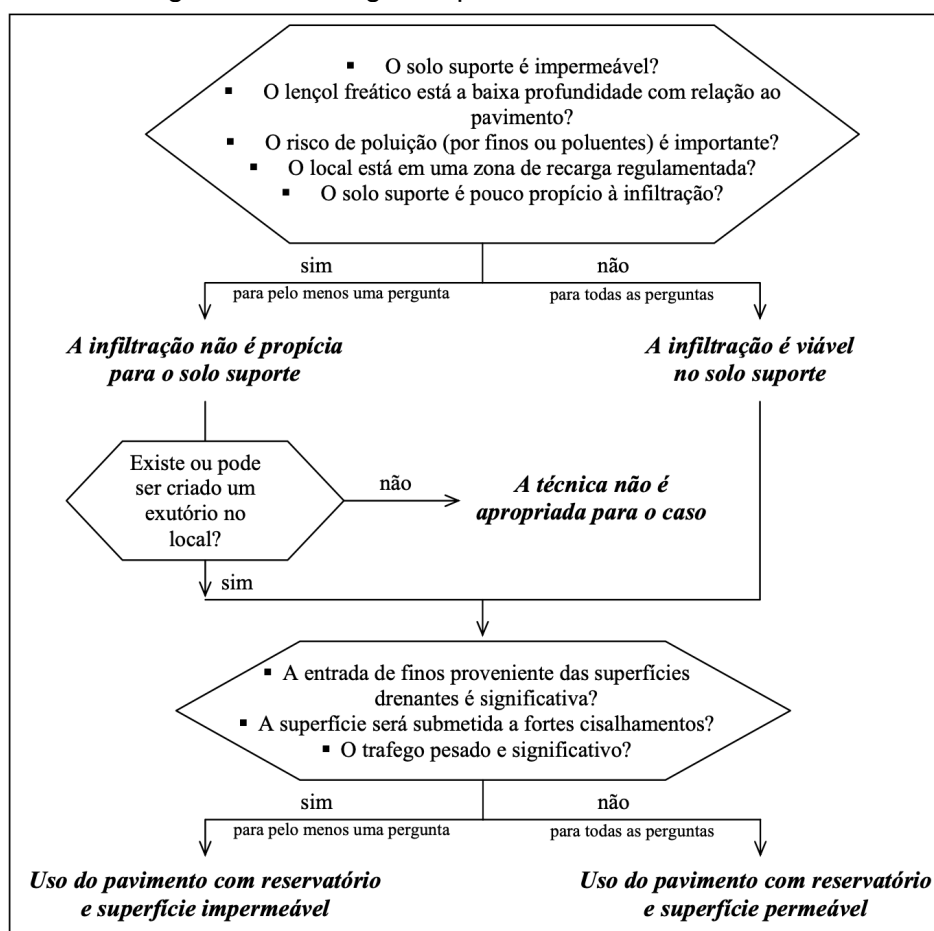 ▪ O solo suporte é impermeável?
▪ O lençol freático está a baixa profundidade com relação ao
pavimento?
▪ O risco de poluição (por finos ou poluentes) é importante?
▪ O local está em uma zona de recarga regulamentada?
▪ O solo suporte é pouco propício à infiltração?
sim
para pelo menos uma pergunta
não
para todas as perguntas
A infiltração não é propícia
para o solo suporte
A infiltração é viável
no solo suporte
Existe ou pode
ser criado um
exutório no
local?
não
A técnica não é
apropriada para o caso
sim
▪ A entrada de finos proveniente das superfícies
drenantes é significativa?
▪ A superfície será submetida a fortes cisalhamentos?
▪ O trafego pesado e significativo?
sim
para pelo menos uma pergunta
não
para todas as perguntas
Uso do pavimento com reservatório
e superfície impermeável
Uso do pavimento com reservatório
e superfície permeável